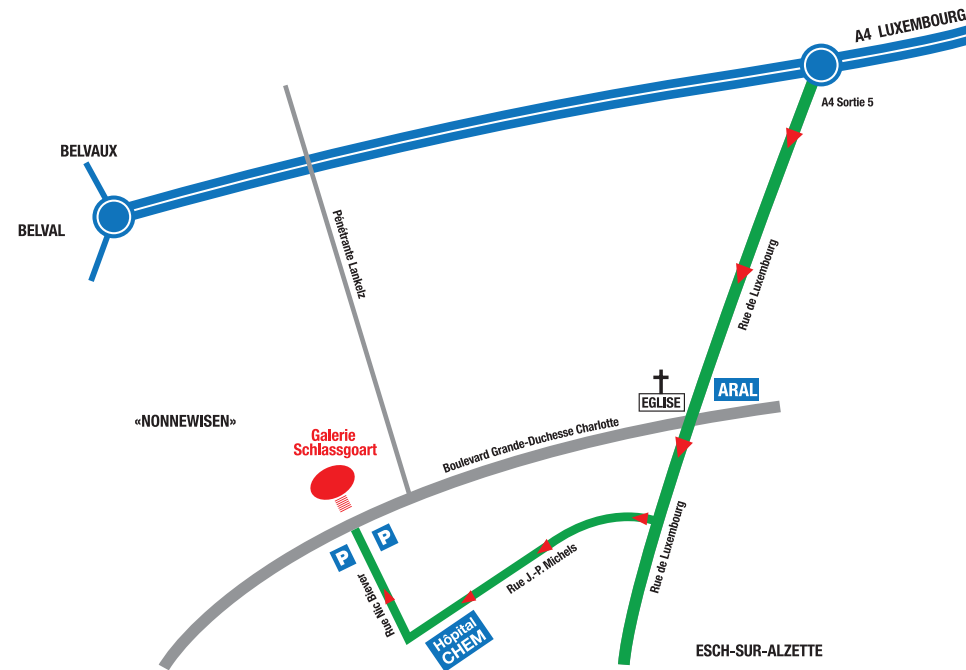 A4 LUXEMBOURG
A4 Sortie 5
BELVAUX
BELVAL
Pénétrante Lankelz
Rue de Luxembourg
EGLISE
ARAL
«NONNEWISEN»
Galerie
Schlassgoart
Boulevard Grande-Duchesse Charlotte
P
P
Rue J.-P. Michels
Rue de Luxembourg
Rue Nic Biever
Hôpital
CHEM
ESCH-SUR-ALZETTE